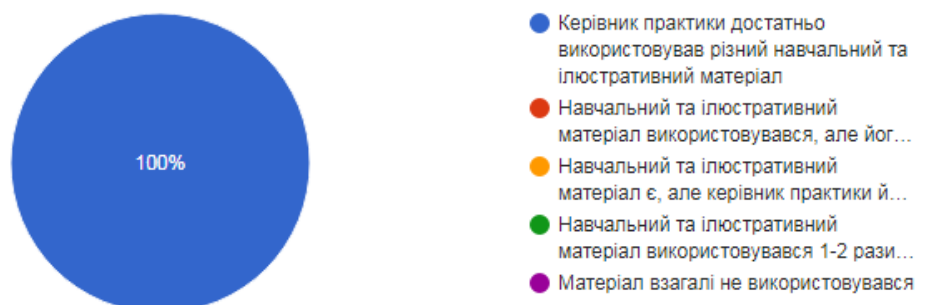 100%
Керівник практики достатньо
використовував різний навчальний та
ілюстративний матеріал
Навчальний та ілюстративний
матеріал використовувався, але йог...
Навчальний та ілюстративний
матеріал є, але керівник практики й...
Навчальний та ілюстративний
матеріал використовувався 1-2 рази...
Матеріал взагалі не використовувався